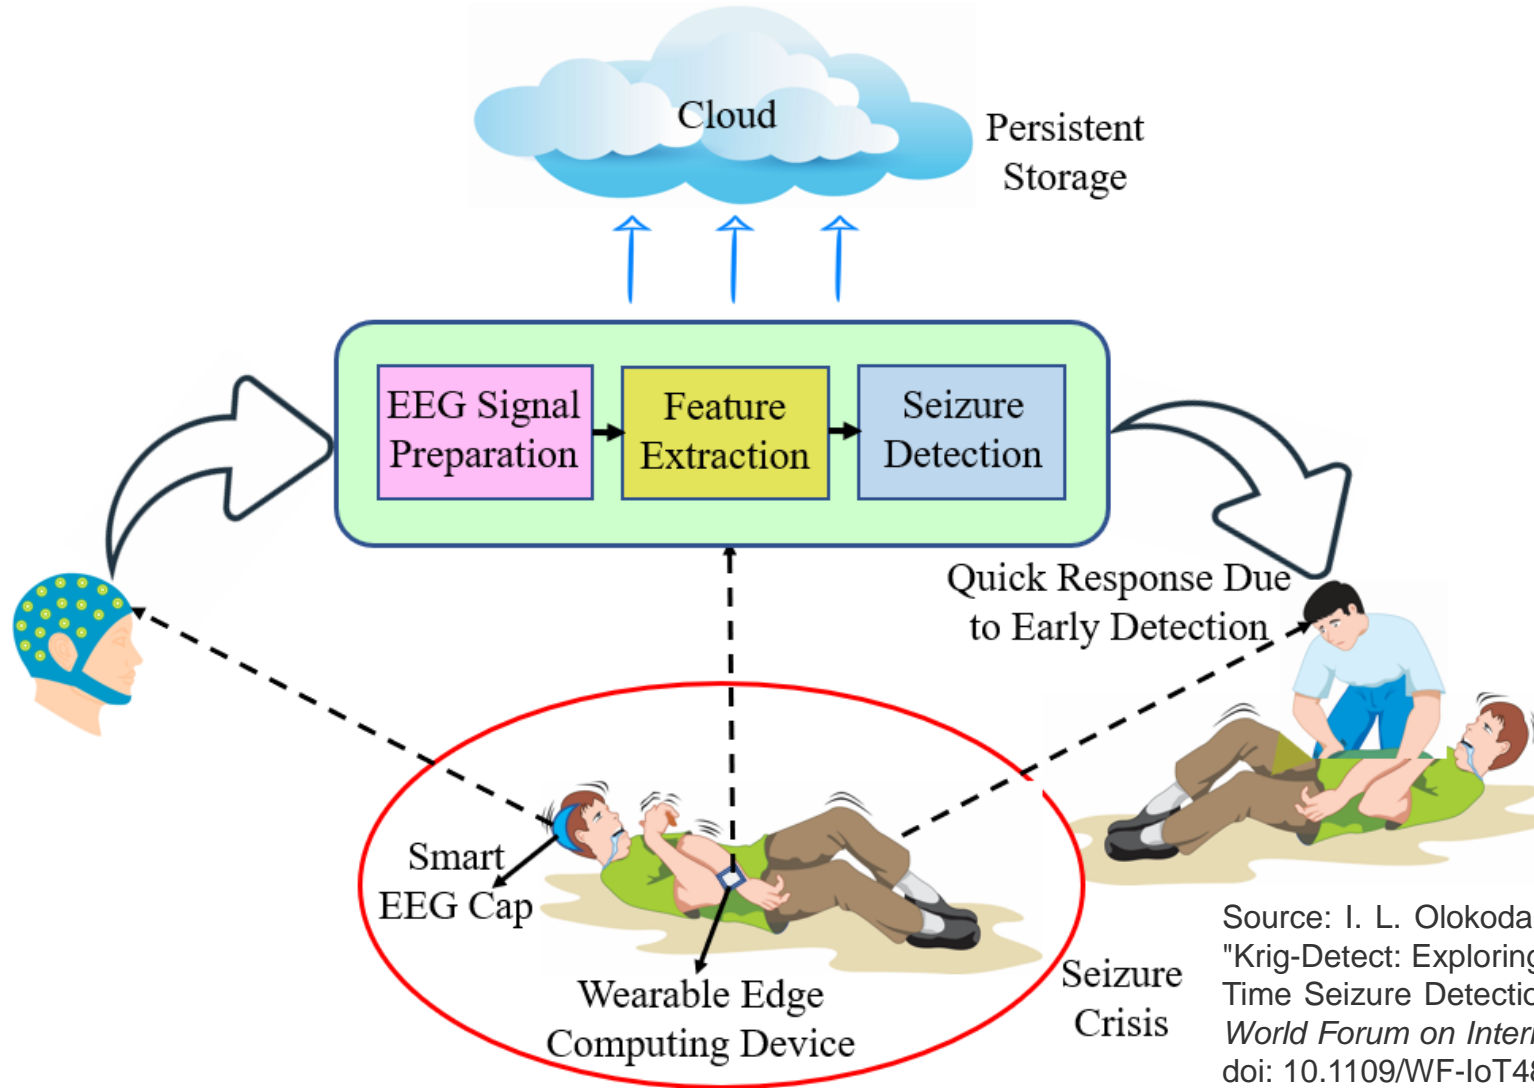 Cloud
Persistent
Storage
EEG Signal
Preparation
Feature
Extraction
Seizure
Detection
Quick Response Due
to Early Detection
Smart
EEG Cap
Wearable Edge
Computing Device
Seizure
Crisis
Source: I. L. Olokoda
"Krig-Detect: Exploring
Time Seizure Detectio
World Forum on Intern
doi: 10.1109/WF-IoT48